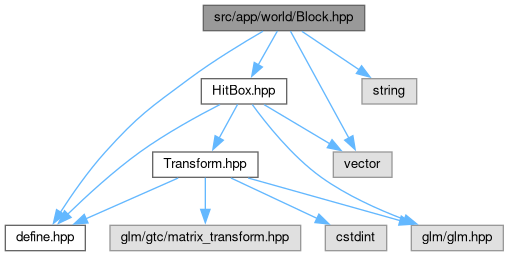 src/app/world/Block.hpp
HitBox.hpp
string
Transform.hpp
vector
define.hpp
glm/gtc/matrix_transform.hpp
cstdint
glm/glm.hpp